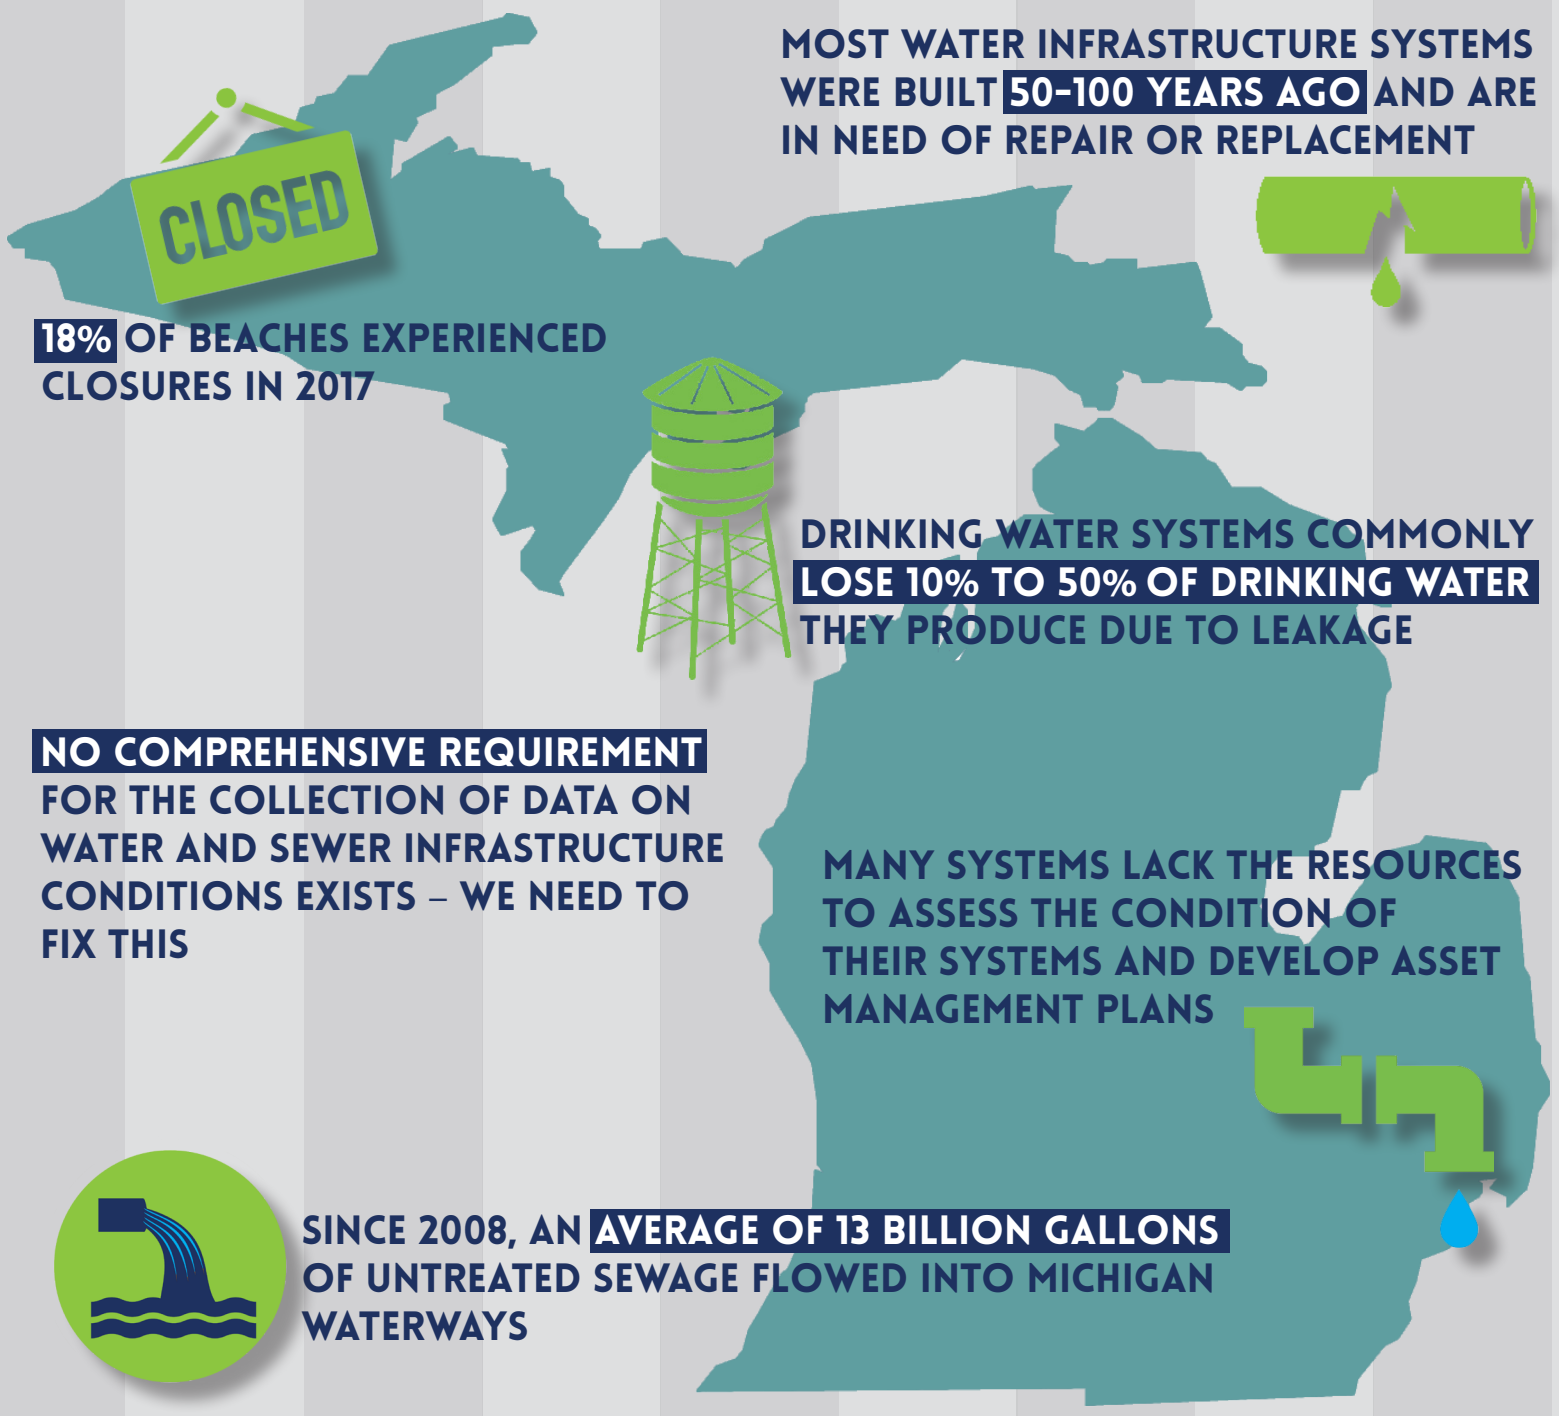 MOST WATER INFRASTRUCTURE SYSTEMS
WERE BUILT 50-100 YEARS AGO AND ARE
IN NEED OF REPAIR OR REPLACEMENT
CLOSED
18% OF BEACHES EXPERIENCED
CLOSURES IN 2017
DRINKING WATER SYSTEMS COMMONLY
LOSE 10% TO 50% OF DRINKING WATER
THEY PRODUCE DUE TO LEAKAGE
NO COMPREHENSIVE REQUIREMENT
FOR THE COLLECTION OF DATA ON
WATER AND SEWER INFRASTRUCTURE
CONDITIONS EXISTS – WE NEED TO
FIX THIS
MANY SYSTEMS LACK THE RESOURCES
TO ASSESS THE CONDITION OF
THEIR SYSTEMS AND DEVELOP ASSET
MANAGEMENT PLANS
SINCE 2008, AN AVERAGE OF 13 BILLION GALLONS
OF UNTREATED SEWAGE FLOWED INTO MICHIGAN
WATERWAYS